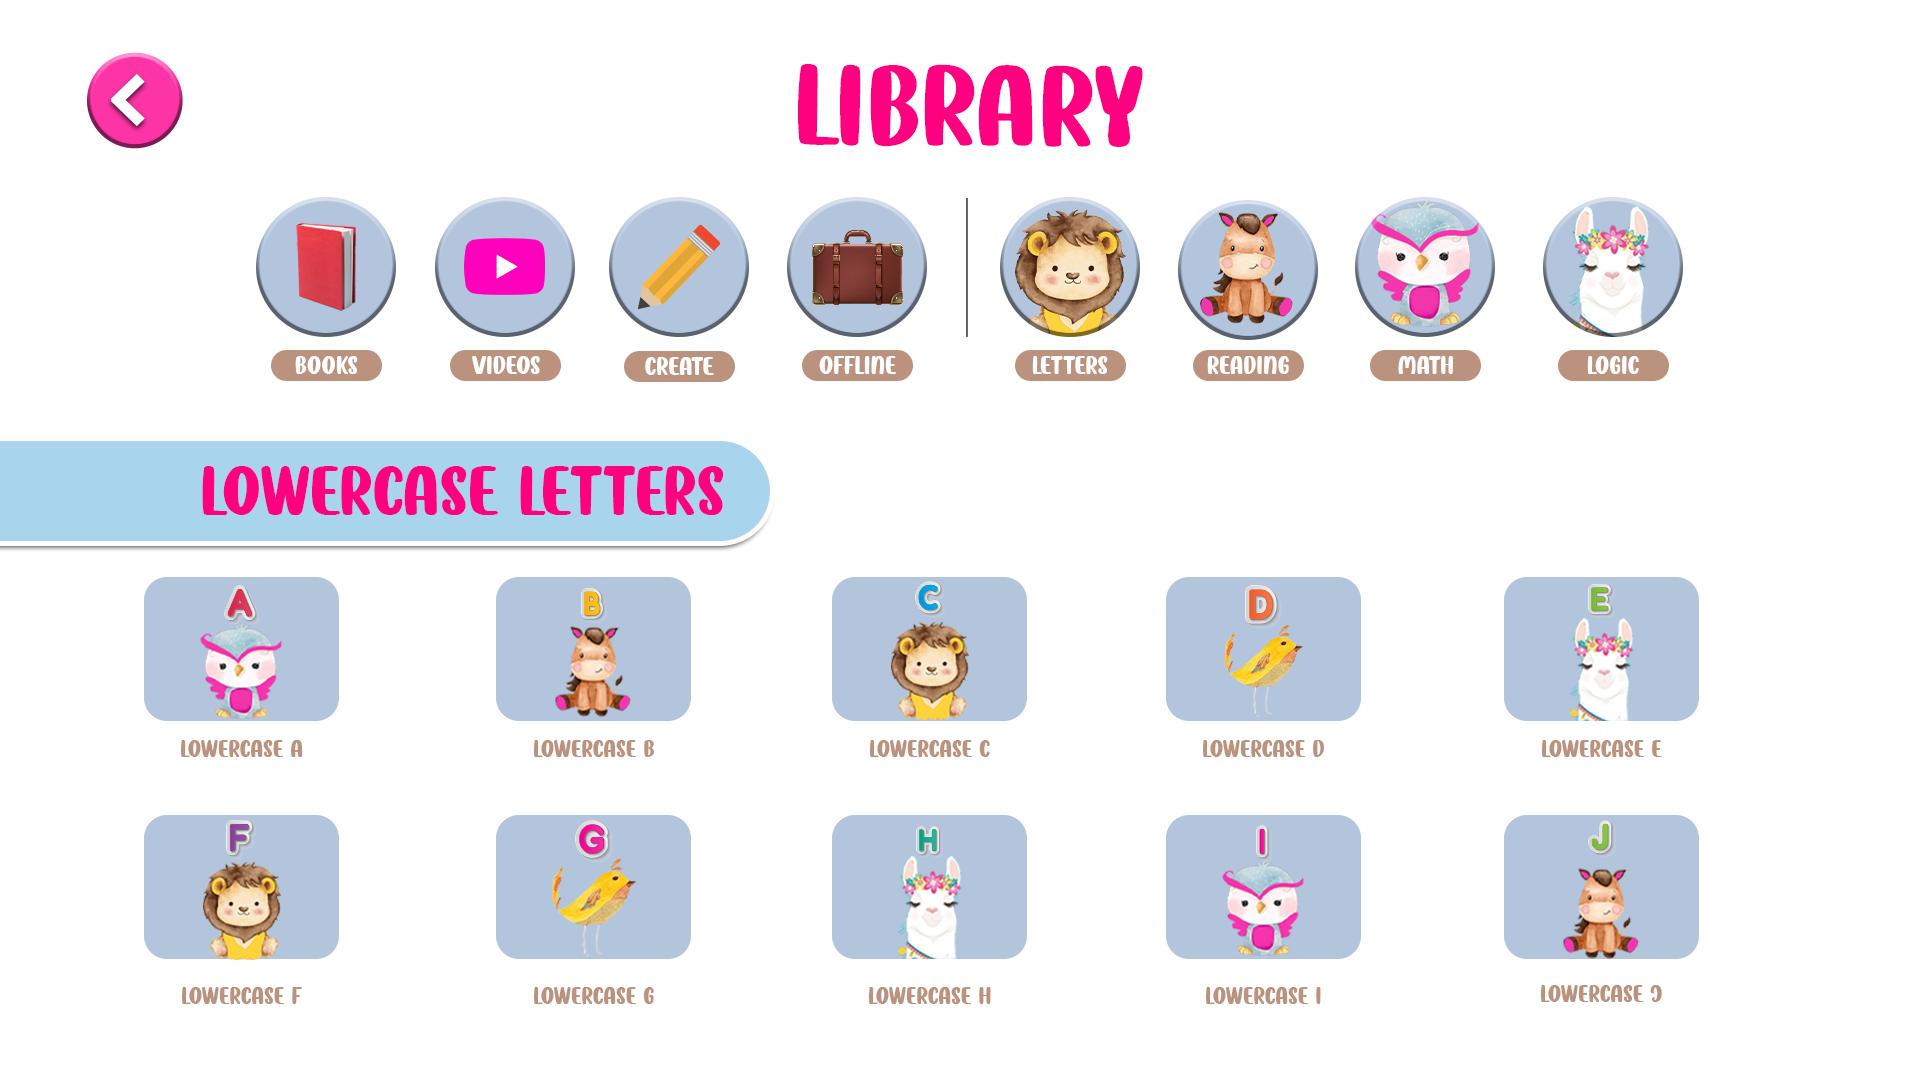 LIBRARY
BOOKS VIDEOS CREATE OFFLINE LETTERS READING MATH LOGIC
LOWERCASE LETTERS
A B C D E
LOWERCASE A LOWERCASE B LOWERCASE C LOWERCASE D LOWERCASE E
F G H I J
LOWERCASE F LOWERCASE G LOWERCASE H LOWERCASE I LOWERCASE J